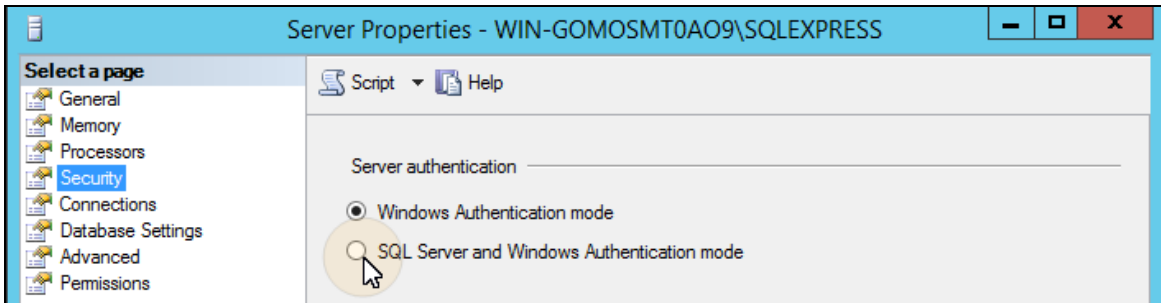 Server Properties - WIN-GOMOSMT0AO9\SQLEXPRESS
Select a page
General
Memory
Processors
Security
Connections
Database Settings
Advanced
Permissions
Script Help
Server authentication
Windows Authentication mode
SQL Server and Windows Authentication mode